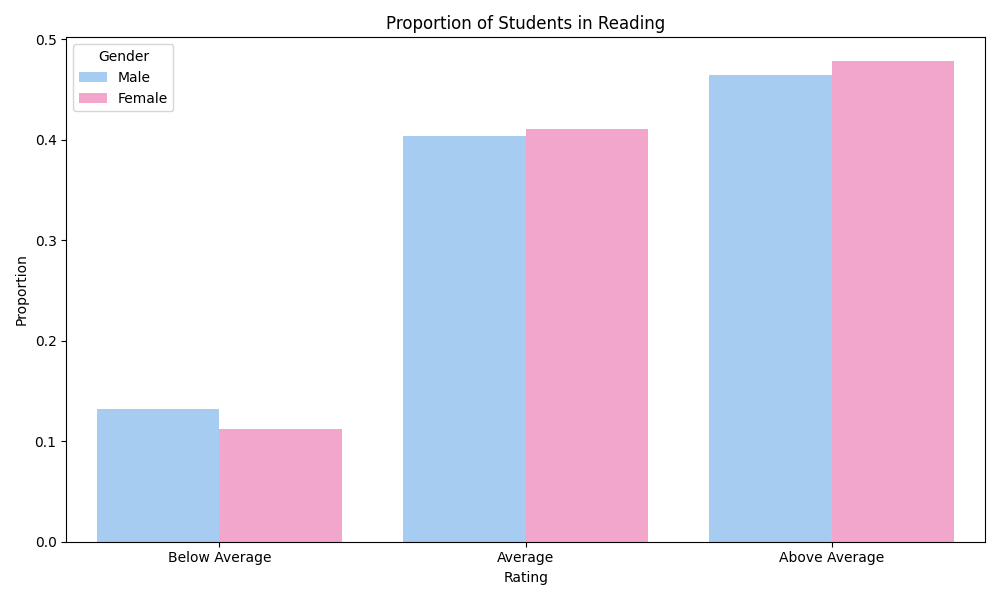 Proportion of Students in Reading
Gender
Male
Female
Proportion
0.5
0.4
0.3
0.2
0.1
0.0
Below Average
Average
Above Average
Rating